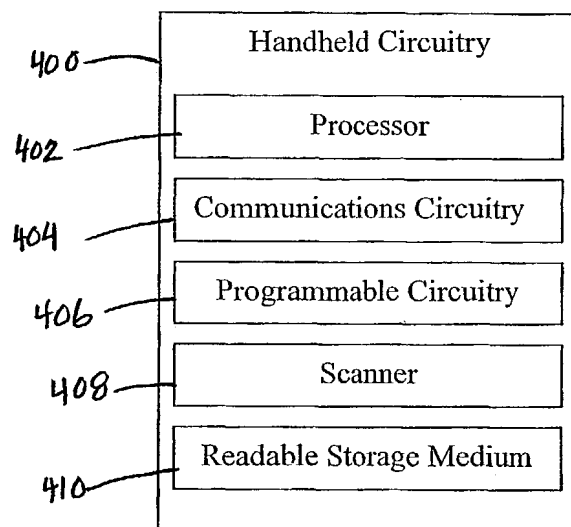 400
Handheld Circuitry
402
Processor
404
Communications Circuitry
406
Programmable Circuitry
408
Scanner
410
Readable Storage Medium